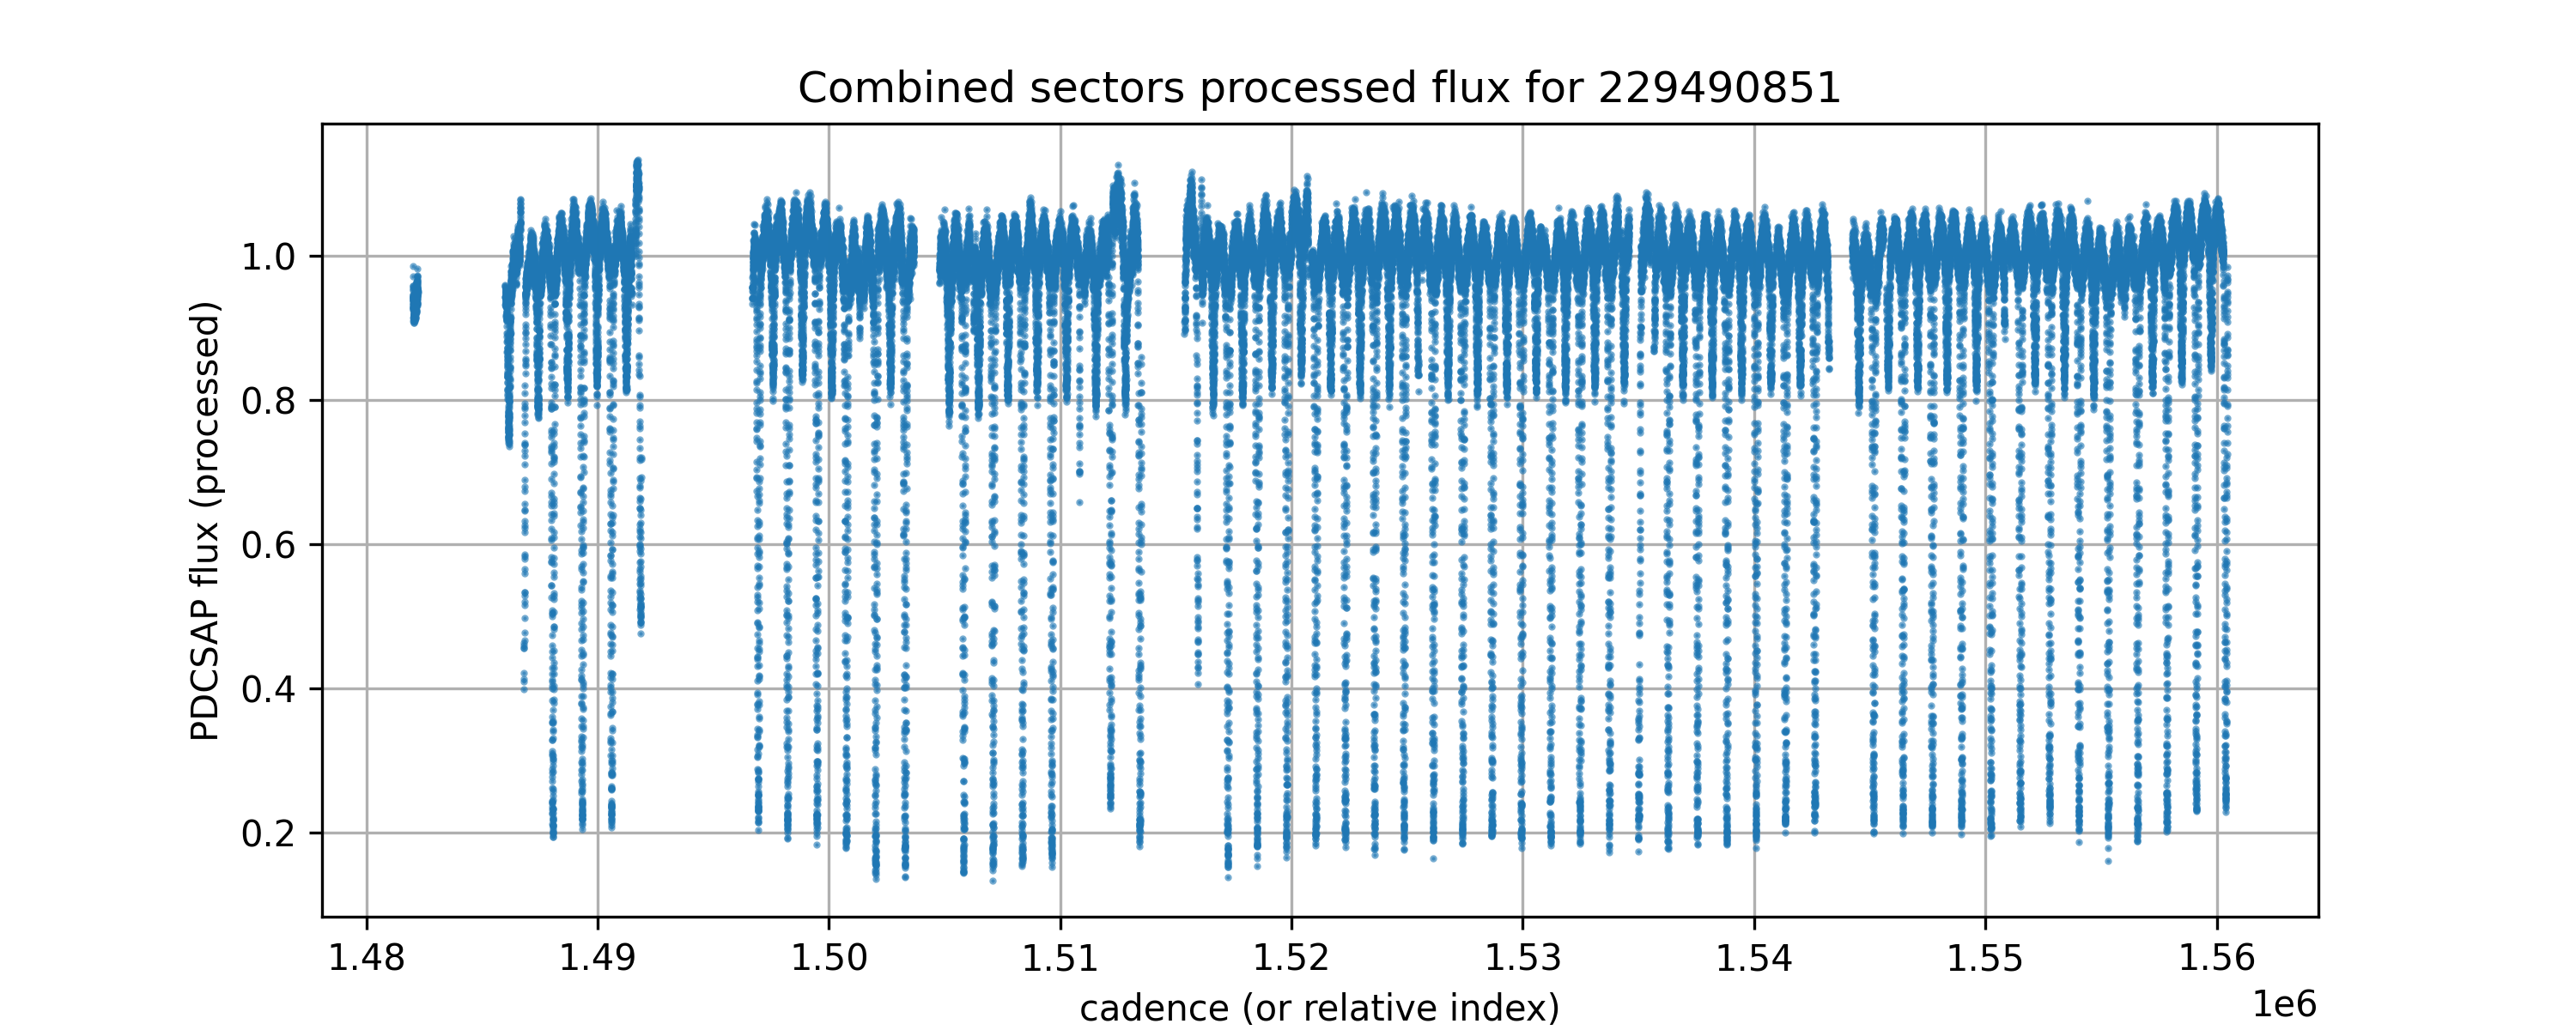 Combined sectors processed flux for 229490851
PDCSAP flux (processed)
1.0
0.8
0.6
0.4
0.2
1.48 1.49 1.50 1.51 1.52 1.53 1.54 1.55 1.56
cadence (or relative index)
1e6